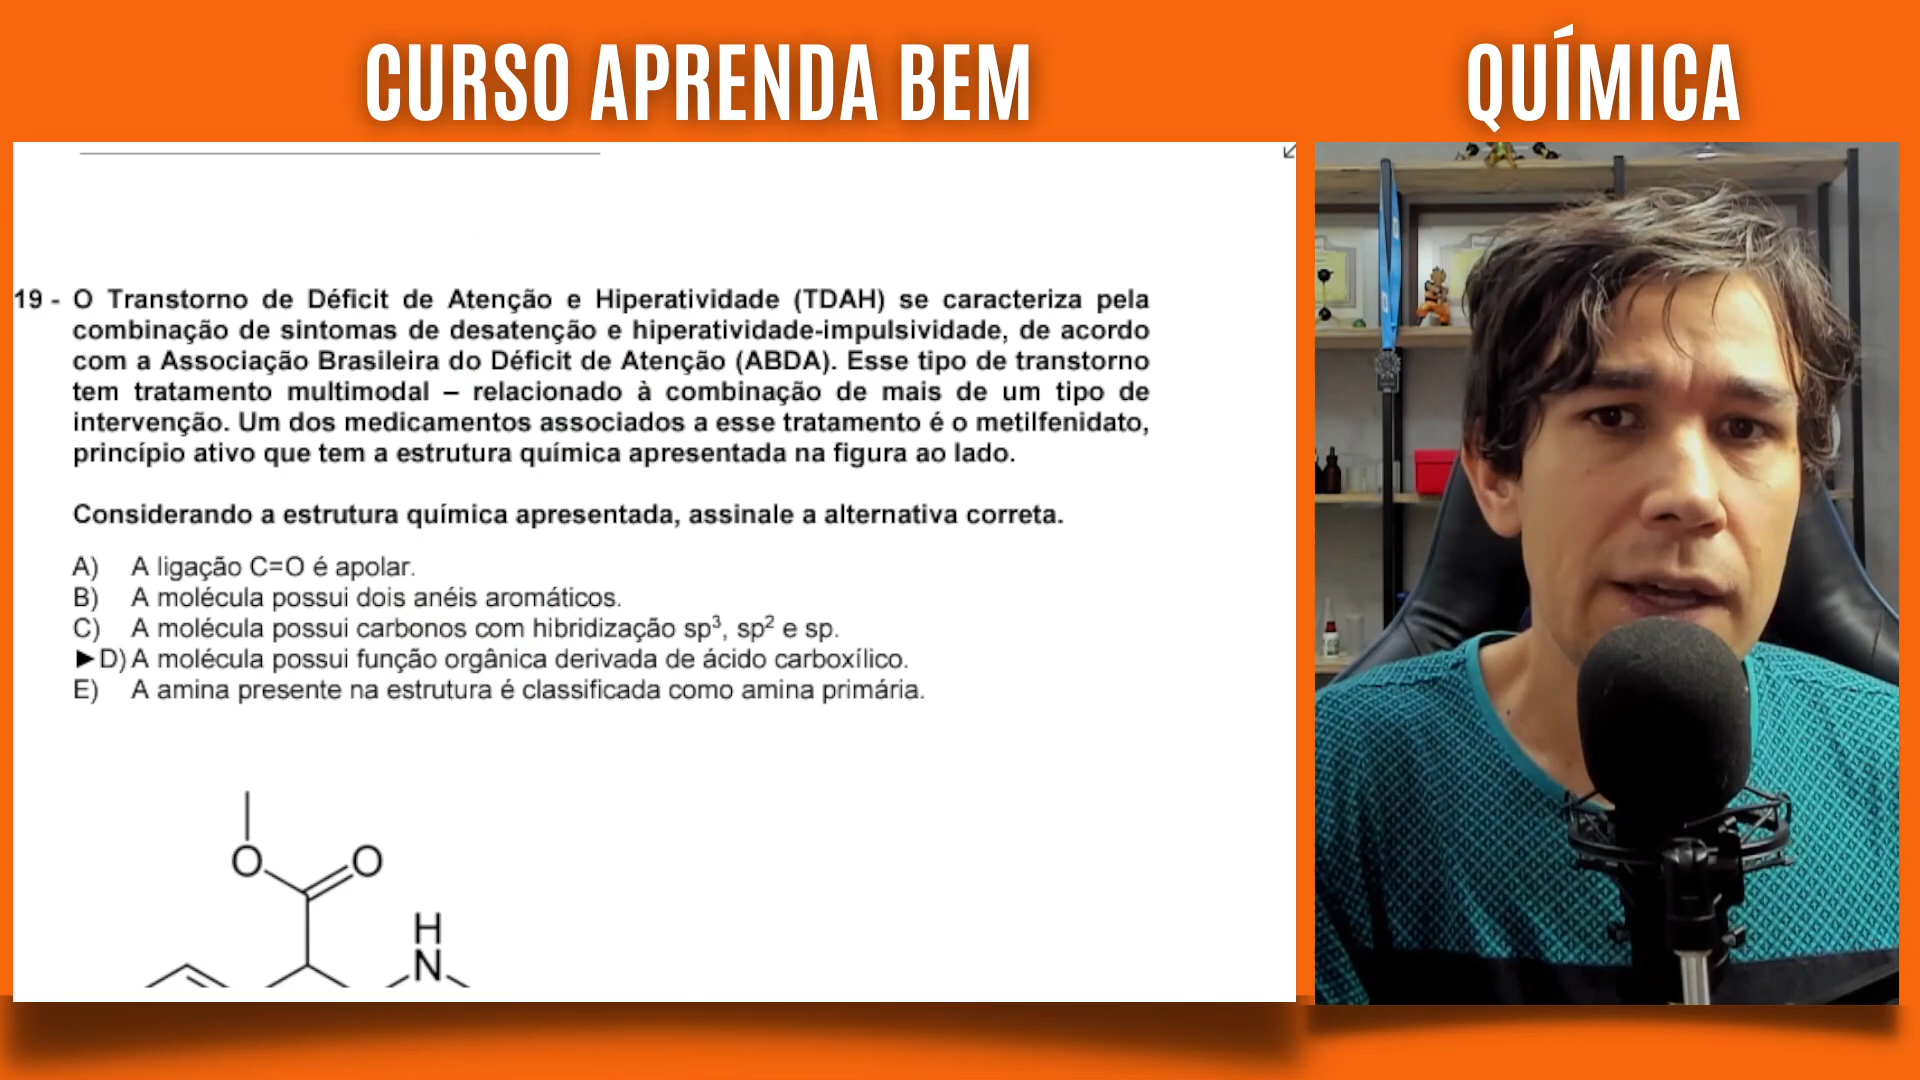 CURSO APRENDA BEM
QUÍMICA
19 - O Transtorno de Déficit de Atenção e Hiperatividade (TDAH) se caracteriza pela
combinação de sintomas de desatenção e hiperatividade-impulsividade, de acordo
com a Associação Brasileira do Déficit de Atenção (ABDA). Esse tipo de transtorno
tem tratamento multimodal – relacionado à combinação de mais de um tipo de
intervenção. Um dos medicamentos associados a esse tratamento é o metilfenidato,
princípio ativo que tem a estrutura química apresentada na figura ao lado.
Considerando a estrutura química apresentada, assinale a alternativa correta.
A) A ligação C=O é apolar.
B) A molécula possui dois anéis aromáticos.
C) A molécula possui carbonos com hibridização sp³, sp² e sp.
►D) A molécula possui função orgânica derivada de ácido carboxílico.
E) A amina presente na estrutura é classificada como amina primária.
O O
H
N